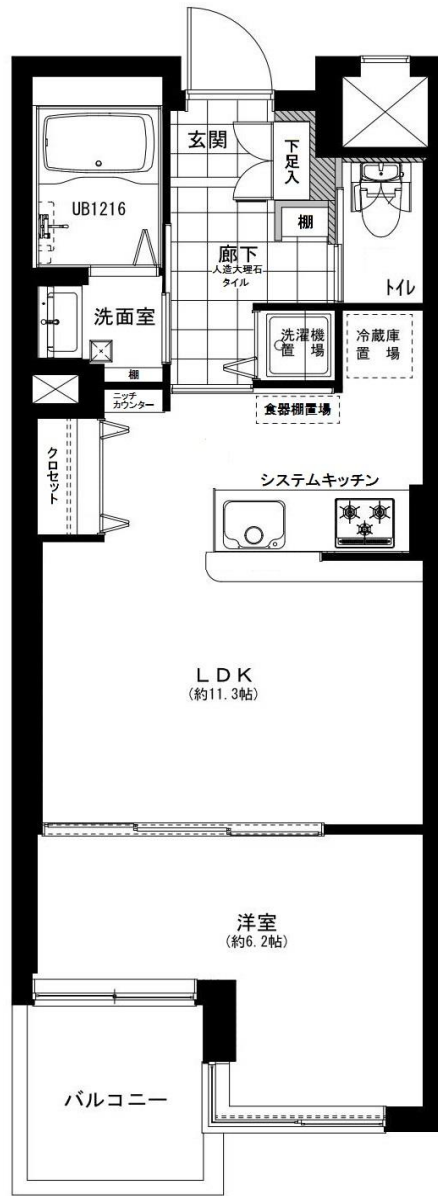 玄関
下足入
UB1216
棚
廊下
人造大理石
タイル
トイレ
洗面室
洗濯機
置場
冷蔵庫
置場
棚
ニッチ
カウンター
食器棚置場
クロゼット
システムキッチン
LDK
(約11.3帖)
洋室
(約6.2帖)
バルコニー